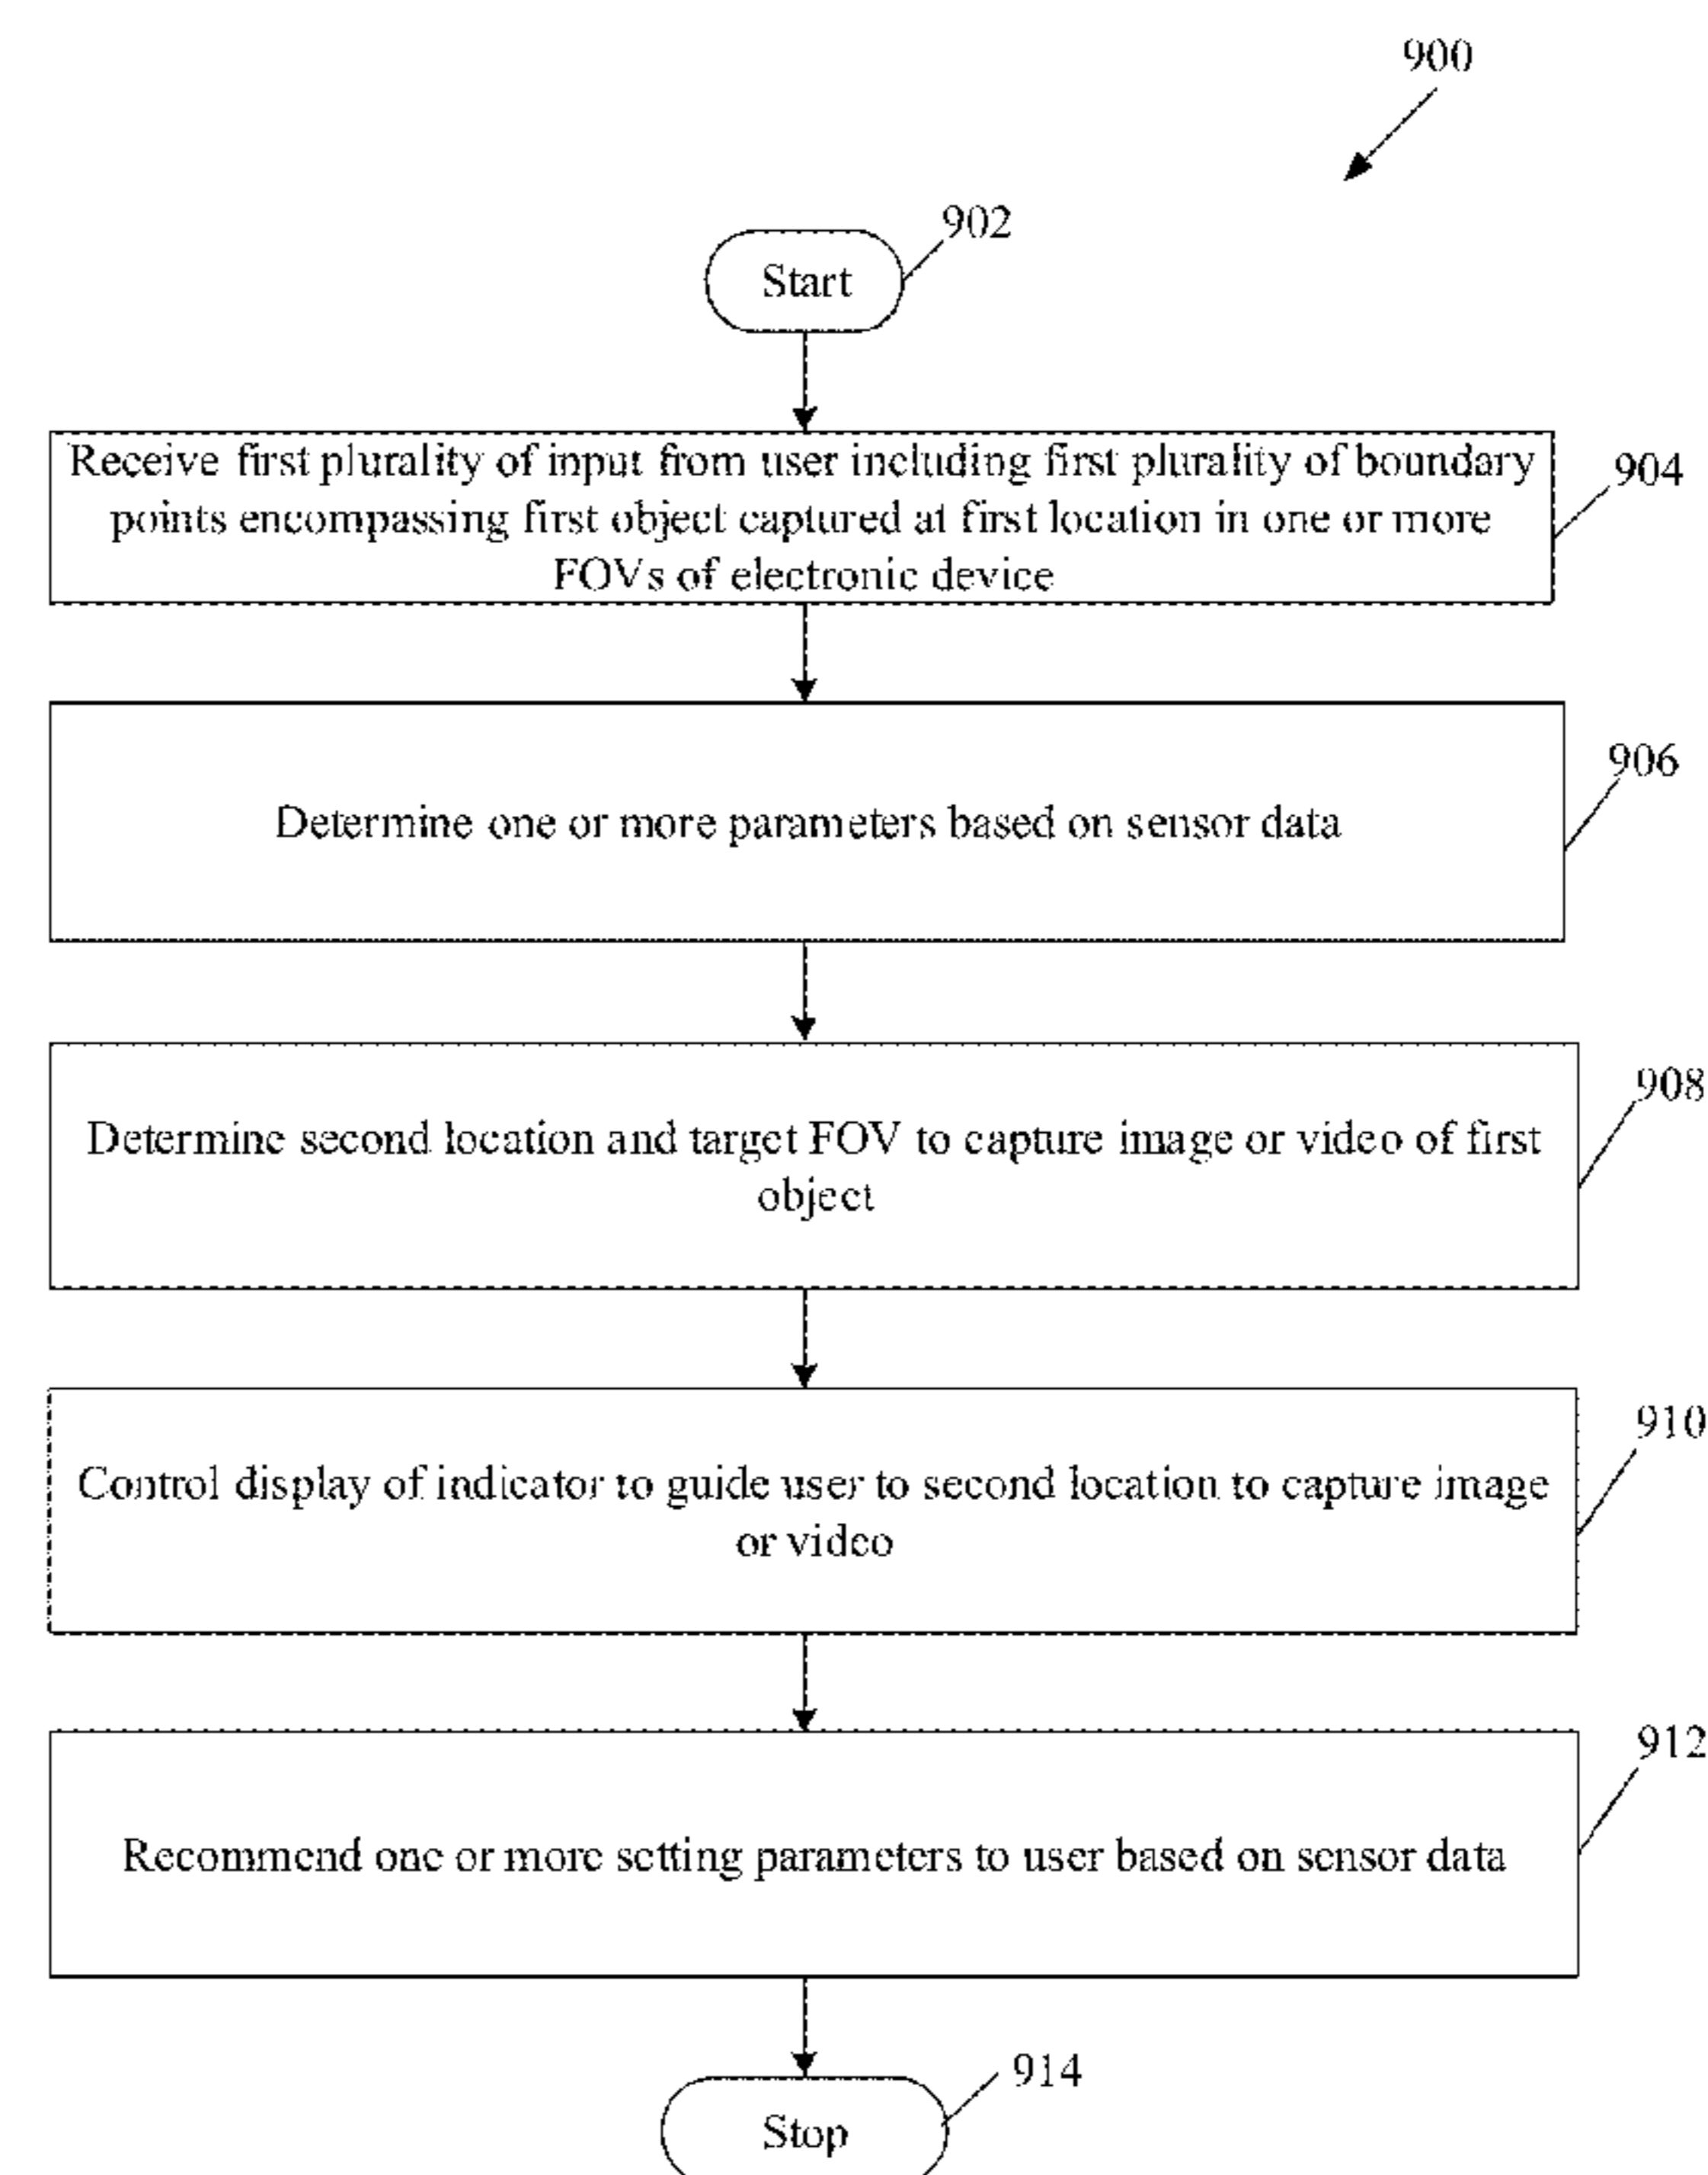 900
902
Start
Receive first plurality of input from user including first plurality of boundary
904
points encompassing first object captured at first location in one or more
FOVs of electronic device
906
Determine one or more parameters based on sensor data
908
Determine second location and target FOV to capture image or video of first
object
910
Control display of indicator to guide user to second location to capture image
or video
912
Recommend one or more setting parameters to user based on sensor data
914
Stop